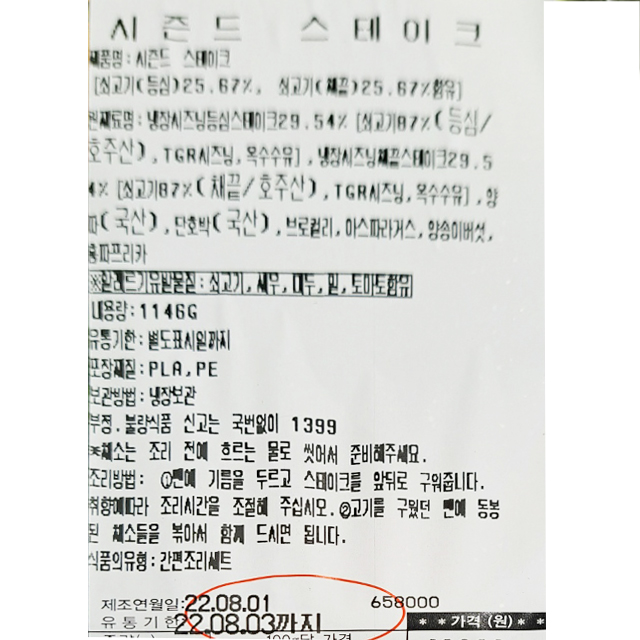 시즌드 스테이크
제품명:시즌드 스테이크
[쇠고기(등심)25.67%, 쇠고기(채끝)25.67%함유]
원재료명:냉장시즈닝등심스테이크29.54% [쇠고기87%(등심/
호주산),TGR시즈닝,옥수수유],냉장시즈닝채끝스테이크29.5
4% [쇠고기87%(채끝/호주산),TGR시즈닝,옥수수유],양
파(국산),단호박(국산),브로컬리,아스파라거스,양송이버섯,
홍파프리카
※알레르기유발물질:쇠고기,새우,대두,밀,토마토함유
내용량:1146G
유통기한:별도표시일까지
포장재질:PLA,PE
보관방법:냉장보관
부정.불량식품 신고는 국번없이 1399
※채소는 조리 전에 흐르는 물로 씻어서 준비해주세요.
조리방법: ①팬에 기름을 두르고 스테이크를 앞뒤로 구워줍니다.
취향에따라 조리시간을 조절해 주십시오.②고기를 구웠던 팬에 동봉
된 채소들을 볶아서 함께 드시면 됩니다.
식품의유형:간편조리세트
제조연월일:22.08.01 658000
유통기한22.08.03까지 **가격(원)**
100g당 가격